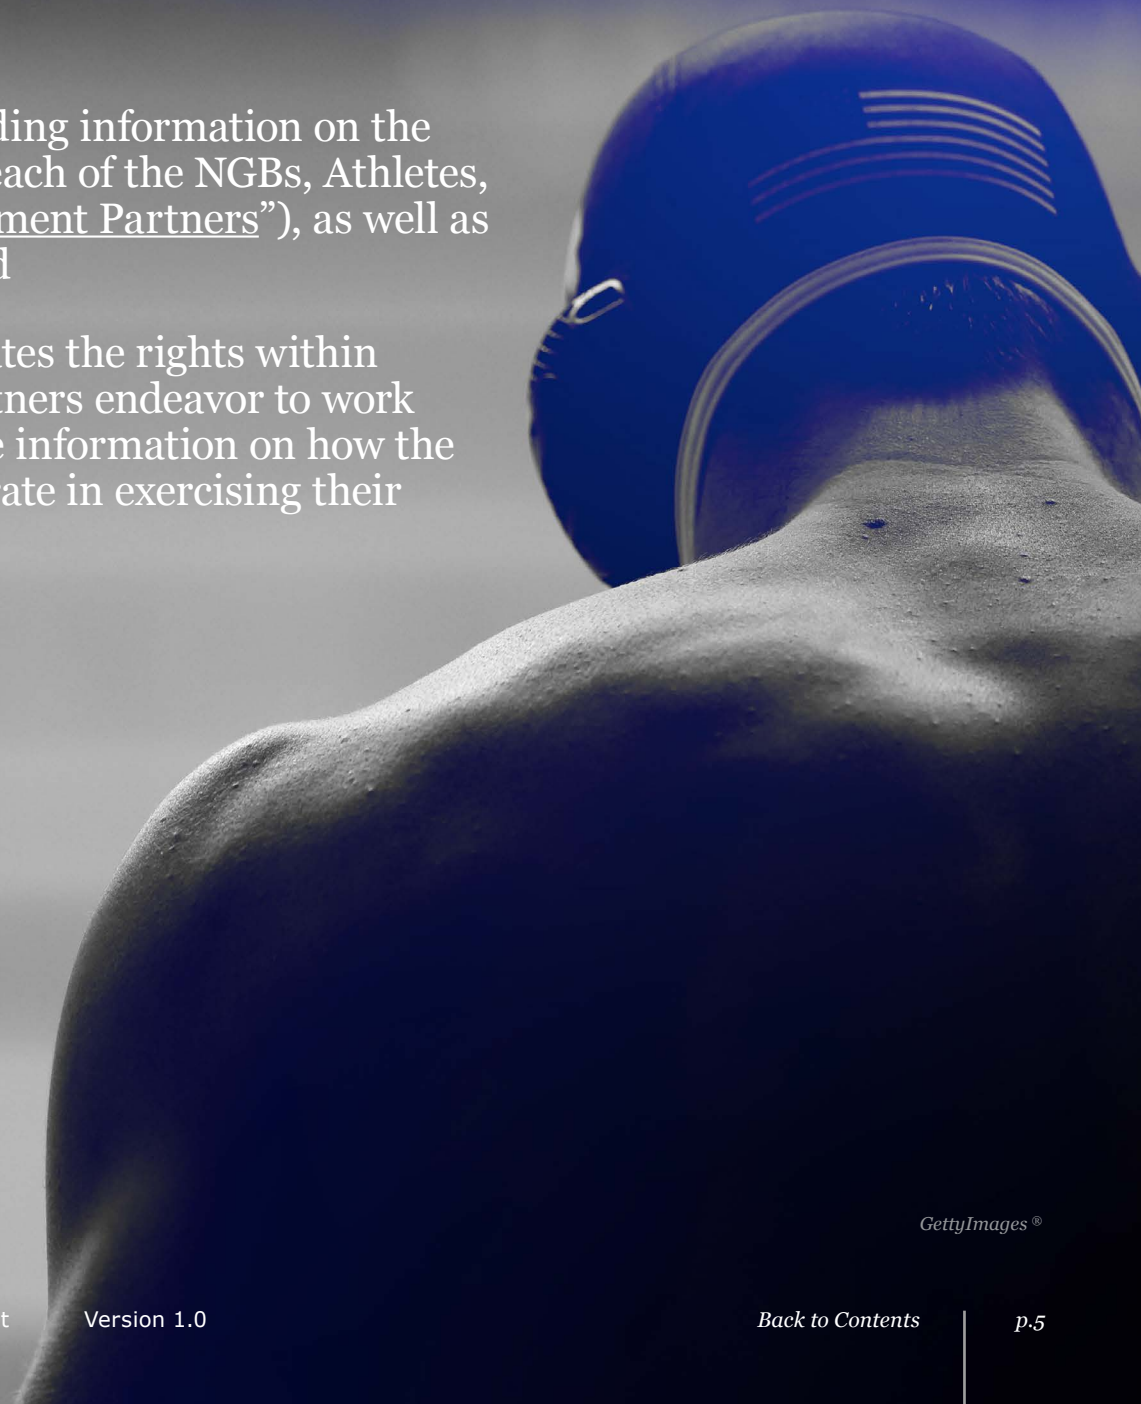 ding information on the
each of the NGBs, Athletes,
ment Partners”), as well as
d
tes the rights within
tners endeavor to work
e information on how the
rate in exercising their
GettyImages ®
t Version 1.0 Back to Contents p.5